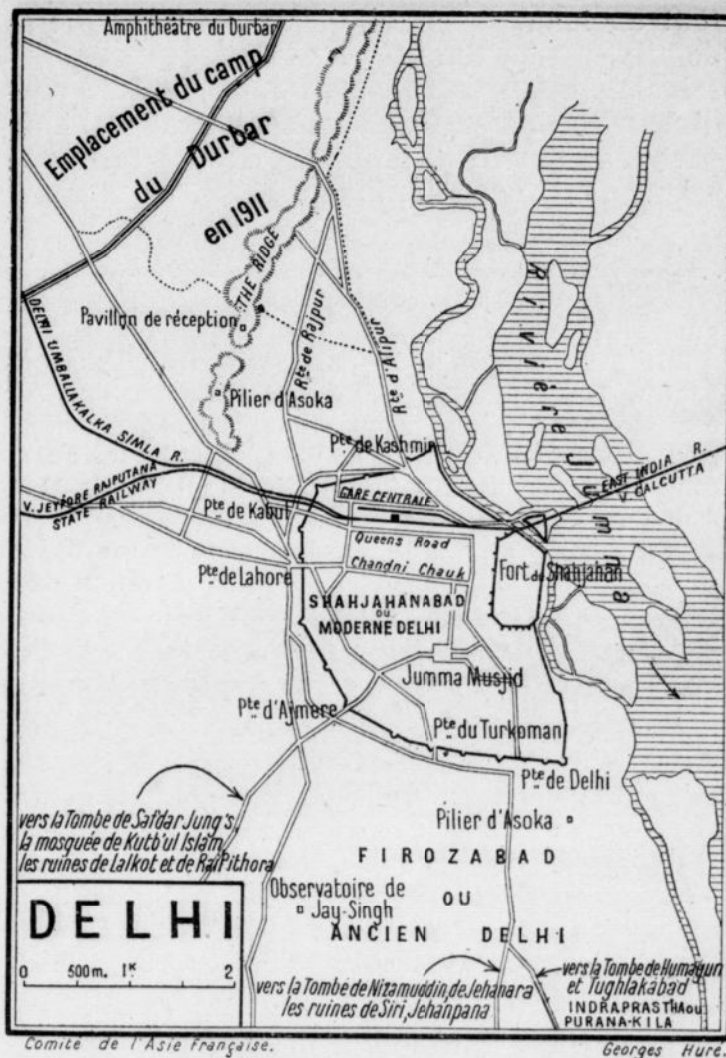 Amphithéâtre du Durbar
Emplacement du camp
du Durbar
en 1911
THE RIDGE
Pavillon de réception
Rte de Rajpur
Rte d'Alipur
Rivière Jumna
Pilier d'Asoka
DELHI UMBALLA KALKA SIMLA R.
Pte de Kashmir
V. JEYPORE RAJPUTANA
STATE RAILWAY
EAST INDIA R.
V. CALCUTTA
GARE CENTRALE
Pte de Kabul
Queens Road
Pte de Lahore
Chandni Chauk
Fort de Shahjahan
SHAHJAHANABAD
OU
MODERNE DELHI
Jumma Musjid
Pte d'Ajmere
Pte du Turkoman
Pte de Delhi
vers la Tombe de Safdar Jung's,
la mosquée de Kutb'ul Islam,
les ruines de Lalkot et de Rai Pithora
Pilier d'Asoka
FIROZABAD
OU
ANCIEN DELHI
Observatoire de
Jay-Singh
DELHI
0 500m. 1K 2
vers la Tombe de Nizamuddin, de Jehanara
les ruines de Siri, Jehanpana
vers la Tombe de Humayun
et Tughlakabad
INDRAPRASTHA ou
PURANA-KILA
Comité de l'Asie Française.
Georges Huré